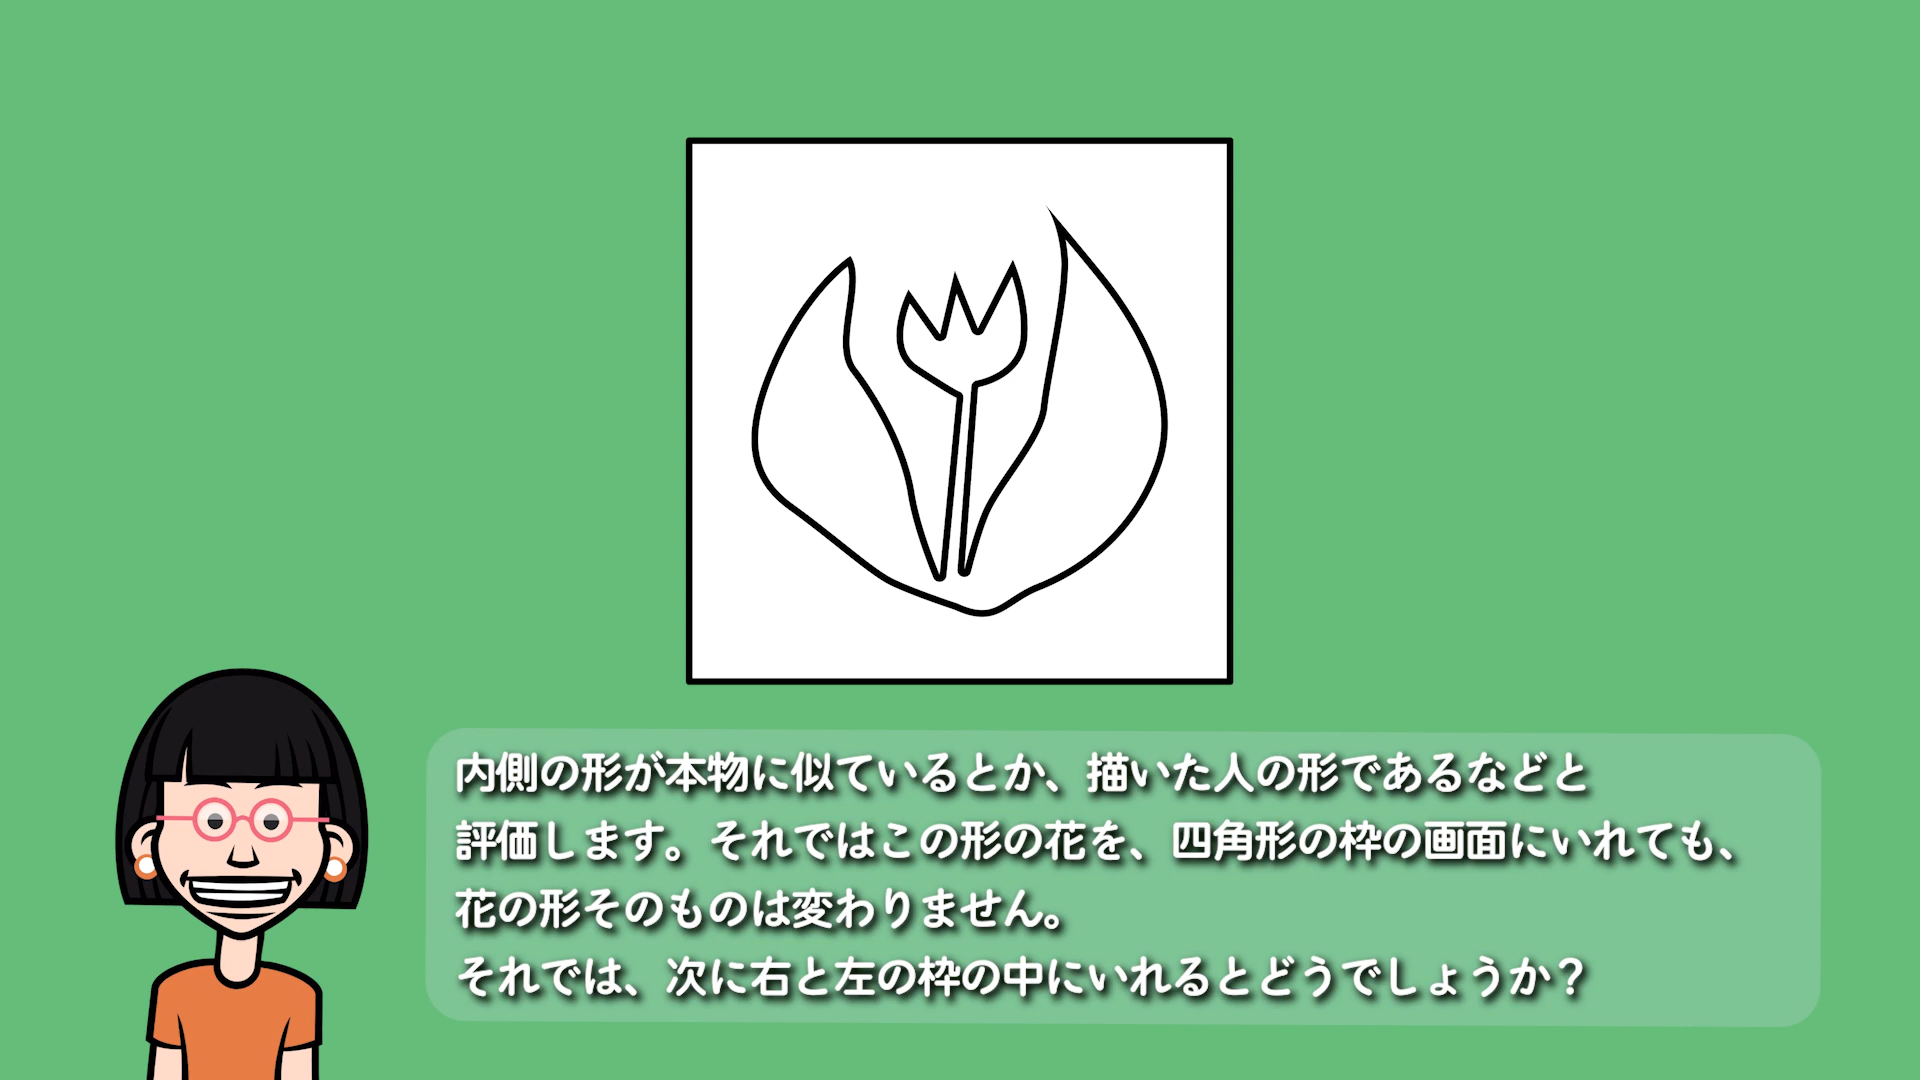 内側の形が本物に似ているとか、描いた人の形であるなどと
評価します。それではこの形の花を、四角形の枠の画面にいれても、
花の形そのものは変わりません。
それでは、次に右と左の枠の中にいれるとどうでしょうか？